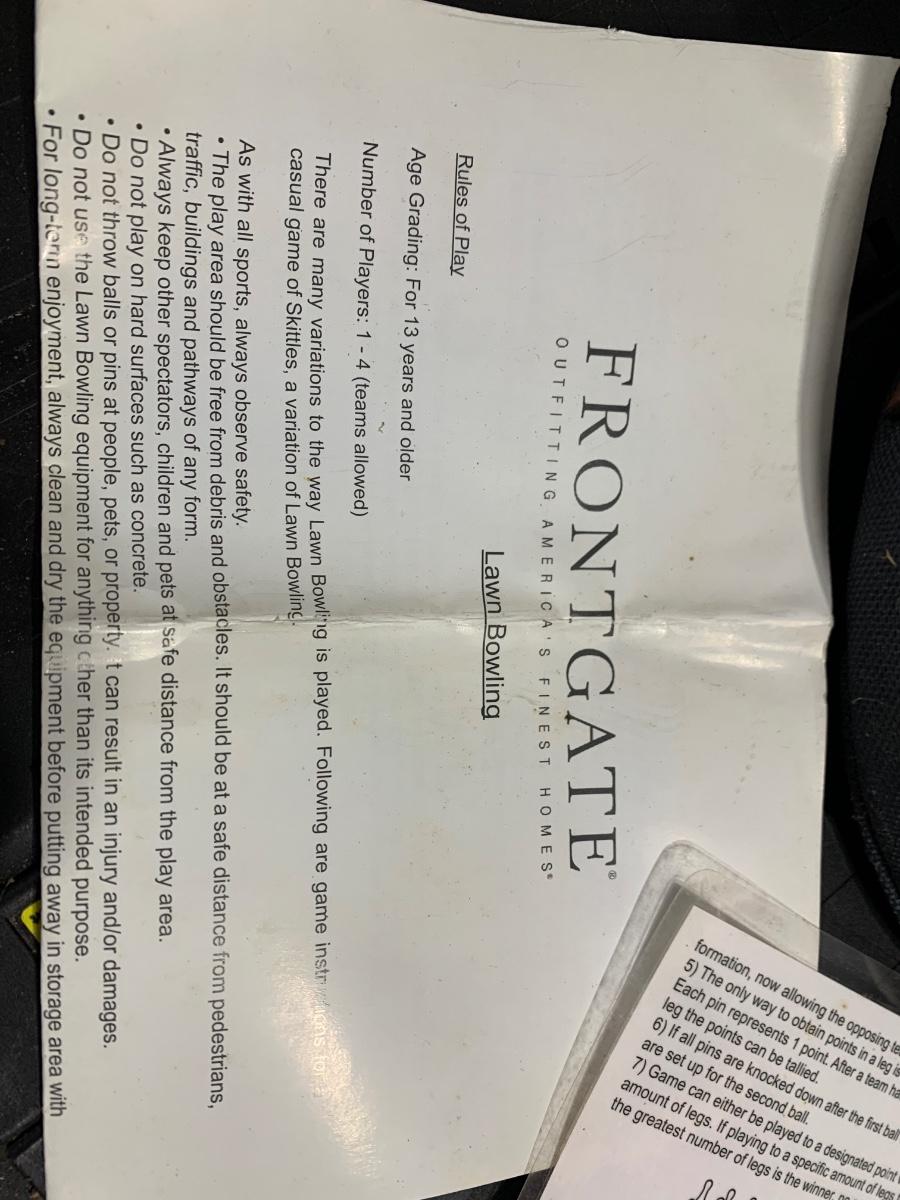 FRONTGATE®
OUTFITTING AMERICA'S FINEST HOMES®
Lawn Bowling
Rules of Play
Age Grading: For 13 years and older
Number of Players: 1 - 4 (teams allowed)
There are many variations to the way Lawn Bowling is played. Following are game instructions for a
casual game of Skittles, a variation of Lawn Bowling.
As with all sports, always observe safety.
• The play area should be free from debris and obstacles. It should be at a safe distance from pedestrians,
traffic, buildings and pathways of any form.
• Always keep other spectators, children and pets at safe distance from the play area.
• Do not play on hard surfaces such as concrete.
• Do not throw balls or pins at people, pets, or property. It can result in an injury and/or damages.
• Do not use the Lawn Bowling equipment for anything other than its intended purpose.
• For long-term enjoyment, always clean and dry the equipment before putting away in storage area with
formation, now allowing the opposing
5) The only way to obtain points in a leg is
Each pin represents 1 point. After a team
leg the points can be tallied.
6) If all pins are knocked down after the first ball
are set up for the second ball.
7) Game can either be played to a designated point
amount of legs. If playing to a specific amount of legs
the greatest number of legs is the winner.